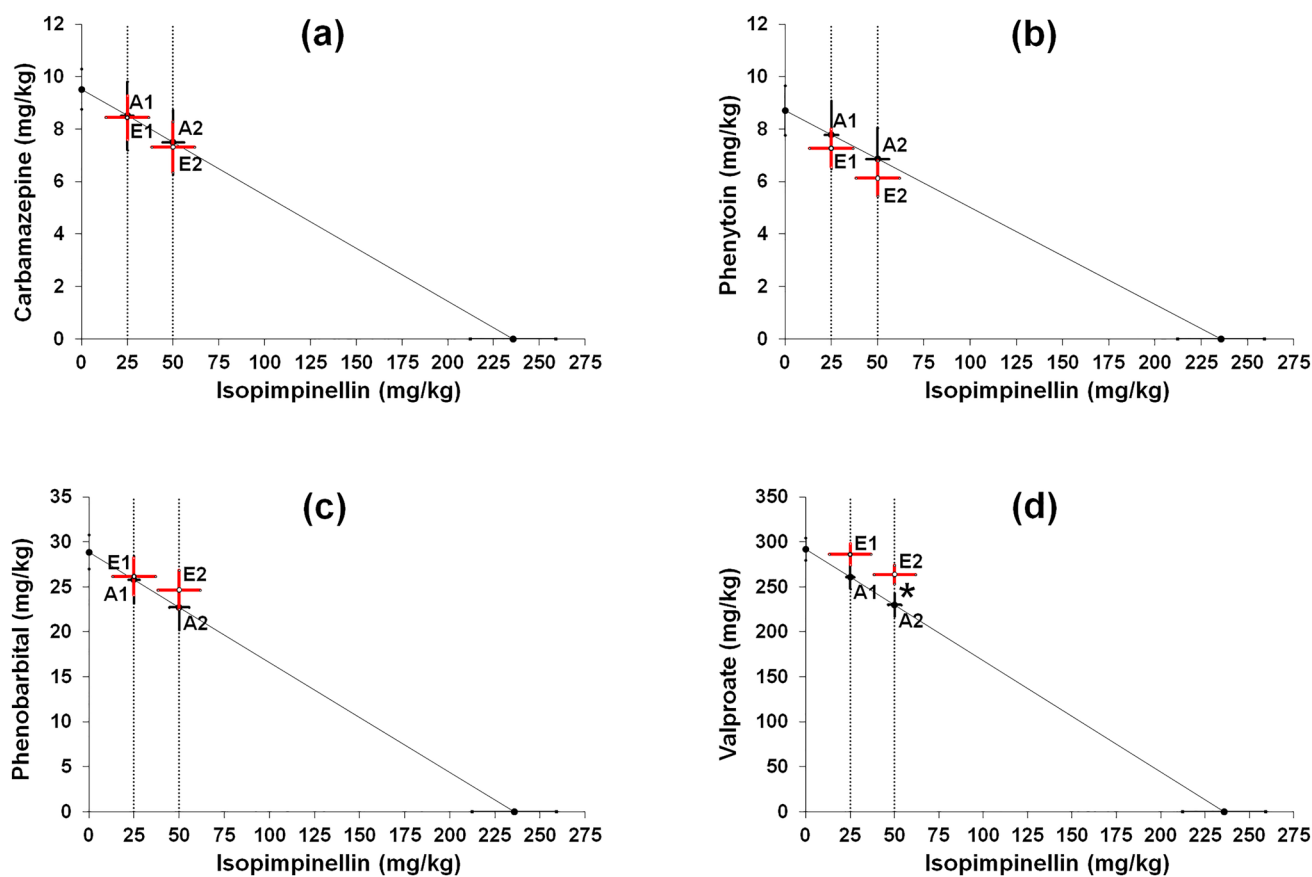 (a)
Carbamazepine (mg/kg)
12
10
8
6
4
2
0
A1
E1
A2
E2
0 25 50 75 100 125 150 175 200 225 250 275
Isopimpinellin (mg/kg)
(b)
Phenytoin (mg/kg)
12
10
8
6
4
2
0
A1
E1
A2
E2
0 25 50 75 100 125 150 175 200 225 250 275
Isopimpinellin (mg/kg)
(c)
Phenobarbital (mg/kg)
35
30
25
20
15
10
5
0
E1
A1
E2
A2
0 25 50 75 100 125 150 175 200 225 250 275
Isopimpinellin (mg/kg)
(d)
Valproate (mg/kg)
350
300
250
200
150
100
50
0
E1
A1
E2
*
A2
0 25 50 75 100 125 150 175 200 225 250 275
Isopimpinellin (mg/kg)